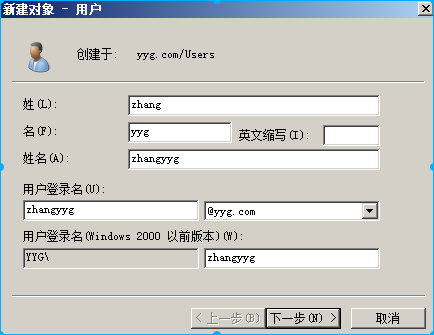 新建对象 - 用户
创建于: yyg.com/Users
姓(L): zhang
名(F): yyg 英文缩写(I):
姓名(A): zhangyyg
用户登录名(U):
zhangyyg @yyg.com
用户登录名(Windows 2000 以前版本)(W):
YYG\ zhangyyg
< 上一步(B) 下一步(N) > 取消